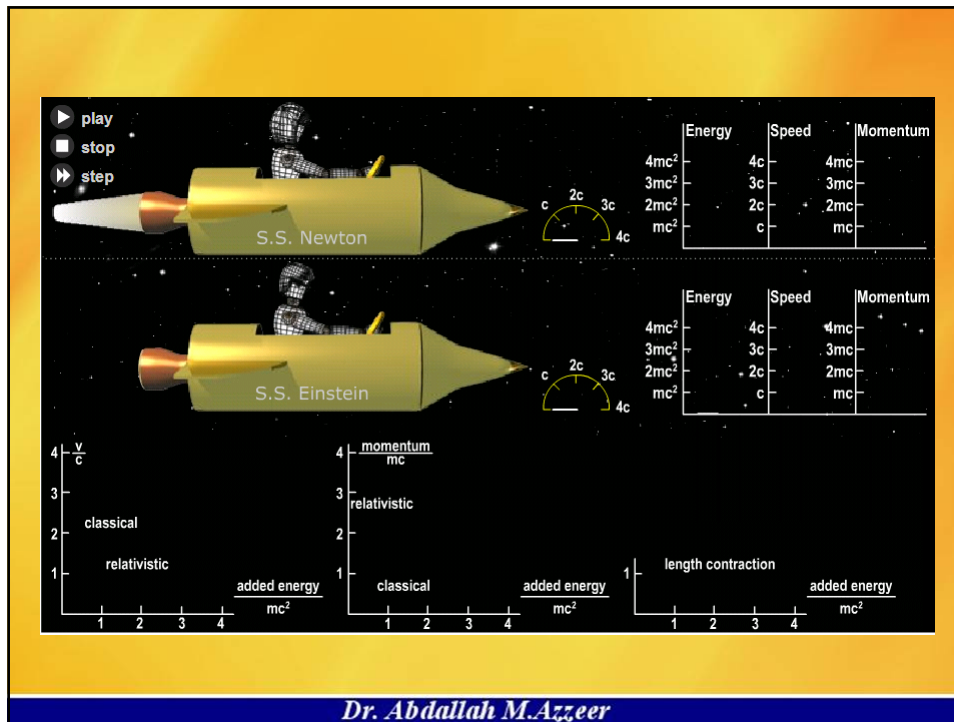 play
stop
step
S.S. Newton
c
2c
3c
4c
Energy
Speed
Momentum
4mc²
4c
4mc
3mc²
3c
3mc
2mc²
2c
2mc
mc²
c
mc
S.S. Einstein
c
2c
3c
4c
Energy
Speed
Momentum
4mc²
4c
4mc
3mc²
3c
3mc
2mc²
2c
2mc
mc²
c
mc
4
v
c
3
classical
2
relativistic
1
added energy
mc²
1 2 3 4
4
momentum
mc
3
relativistic
2
1
classical
added energy
mc²
1 2 3 4
length contraction
1
added energy
mc²
1 2 3 4
Dr. Abdallah M.Azzeer